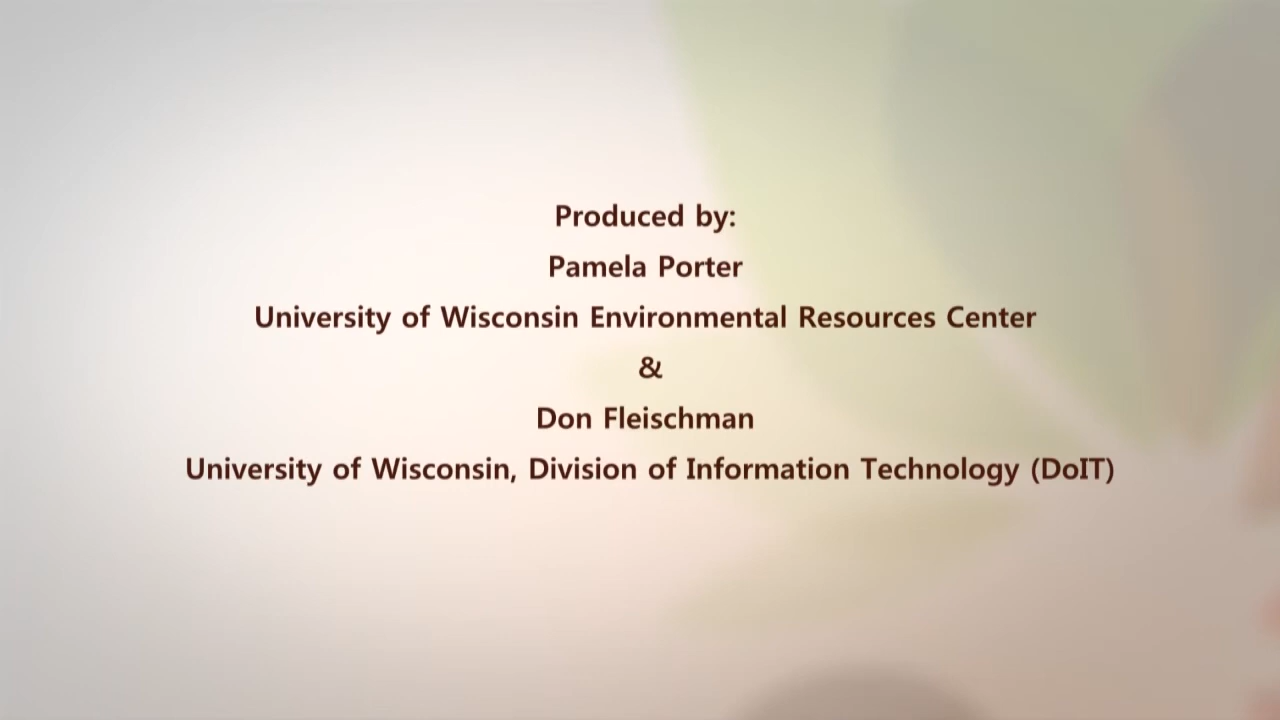 Produced by:
Pamela Porter
University of Wisconsin Environmental Resources Center
&
Don Fleischman
University of Wisconsin, Division of Information Technology (DoIT)